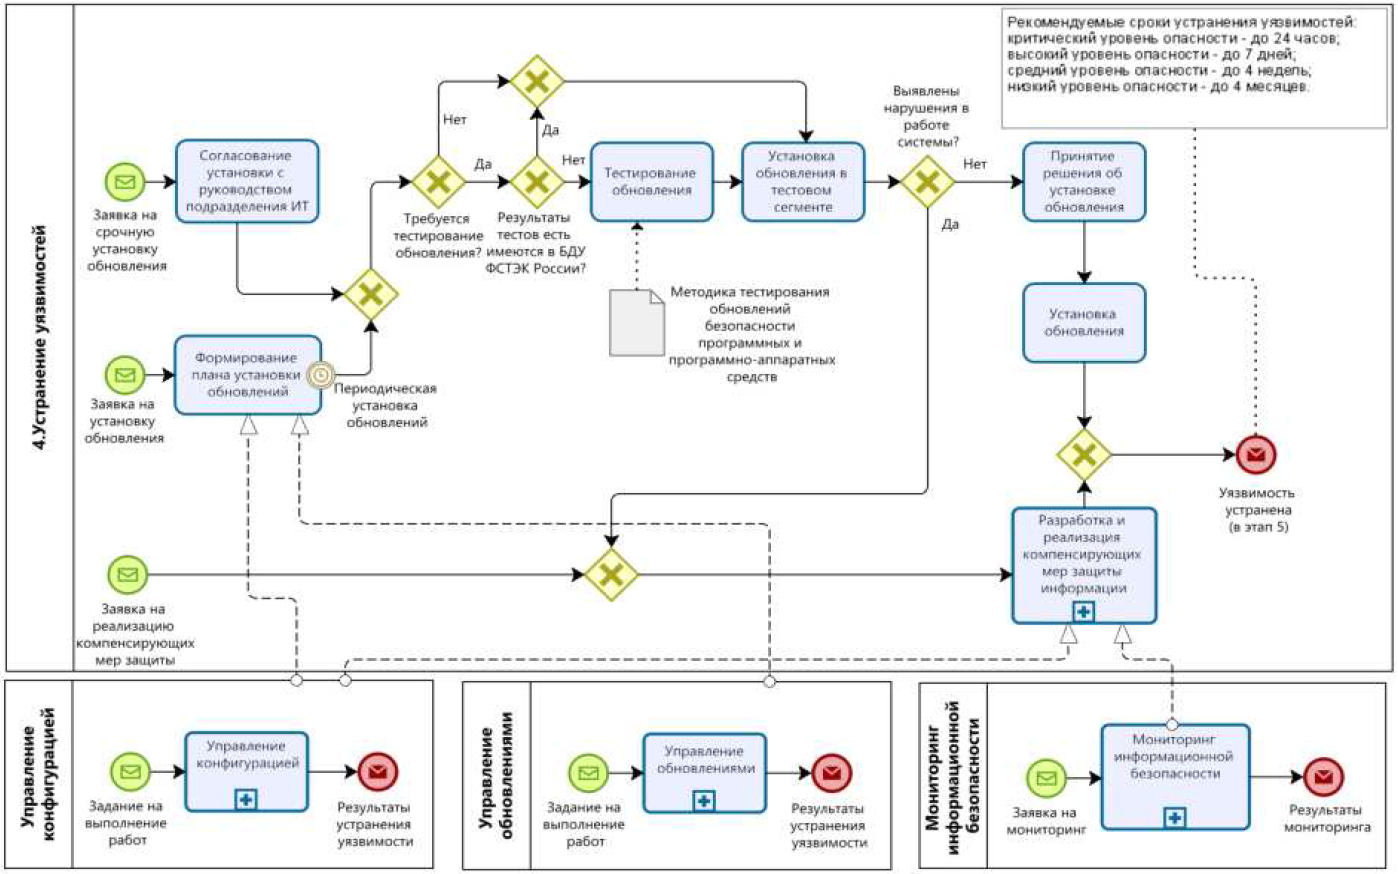 Рекомендуемые сроки устранения уязвимостей:
критический уровень опасности - до 24 часов;
высокий уровень опасности - до 7 дней;
средний уровень опасности - до 4 недель;
низкий уровень опасности - до 4 месяцев.
4.Устранение уязвимостей
Заявка на
срочную
установку
обновления
Согласование
установки с
руководством
подразделения ИТ
Нет
Да
Требуется
тестирование
обновления?
Да
Нет
Результаты
тестов есть
имеются в БДУ
ФСТЭК России?
Тестирование
обновления
Установка
обновления в
тестовом
сегменте
Выявлены
нарушения в
работе
системы?
Нет
Да
Принятие
решения об
установке
обновления
Методика тестирования
обновлений
безопасности
программных и
программно-аппаратных
средств
Установка
обновления
Заявка на
установку
обновления
Формирование
плана установки
обновлений
Периодическая
установка
обновлений
Уязвимость
устранена
(в этап 5)
Заявка на
реализацию
компенсирующих
мер защиты
Разработка и
реализация
компенсирующих
мер защиты
информации
Управление
конфигурацией
Задание на
выполнение
работ
Управление
конфигурацией
Результаты
устранения
уязвимости
Управление
обновлениями
Задание на
выполнение
работ
Управление
обновлениями
Результаты
устранения
уязвимости
Мониторинг
информационной
безопасности
Заявка на
мониторинг
Мониторинг
информационной
безопасности
Результаты
мониторинга